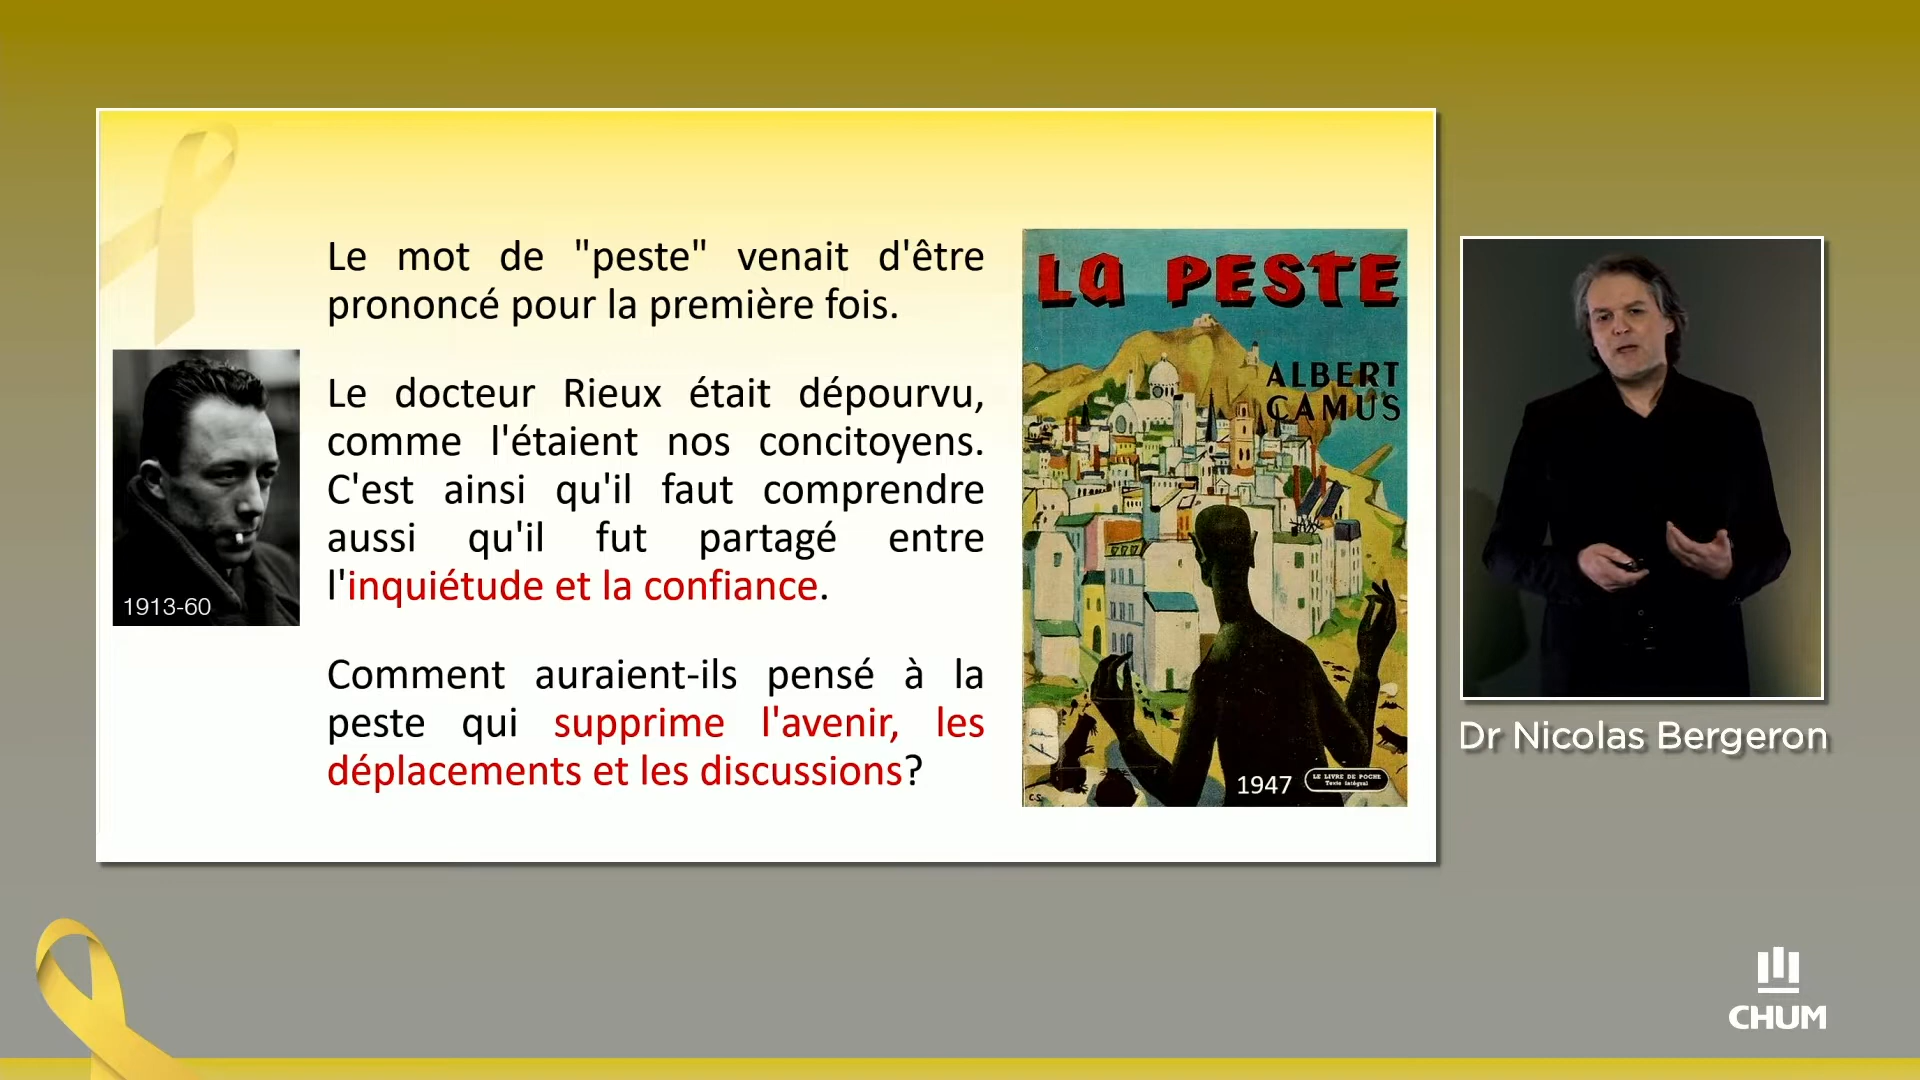 Le mot de "peste" venait d'être
prononcé pour la première fois.
Le docteur Rieux était dépourvu,
comme l'étaient nos concitoyens.
C'est ainsi qu'il faut comprendre
aussi qu'il fut partagé entre
l'inquiétude et la confiance.
Comment auraient-ils pensé à la
peste qui supprime l'avenir, les
déplacements et les discussions?
1913-60
La PESTE
ALBERT
CAMUS
1947
LE LIVRE DE POCHE
Texte intégral
C.S.
Dr Nicolas Bergeron
CHUM